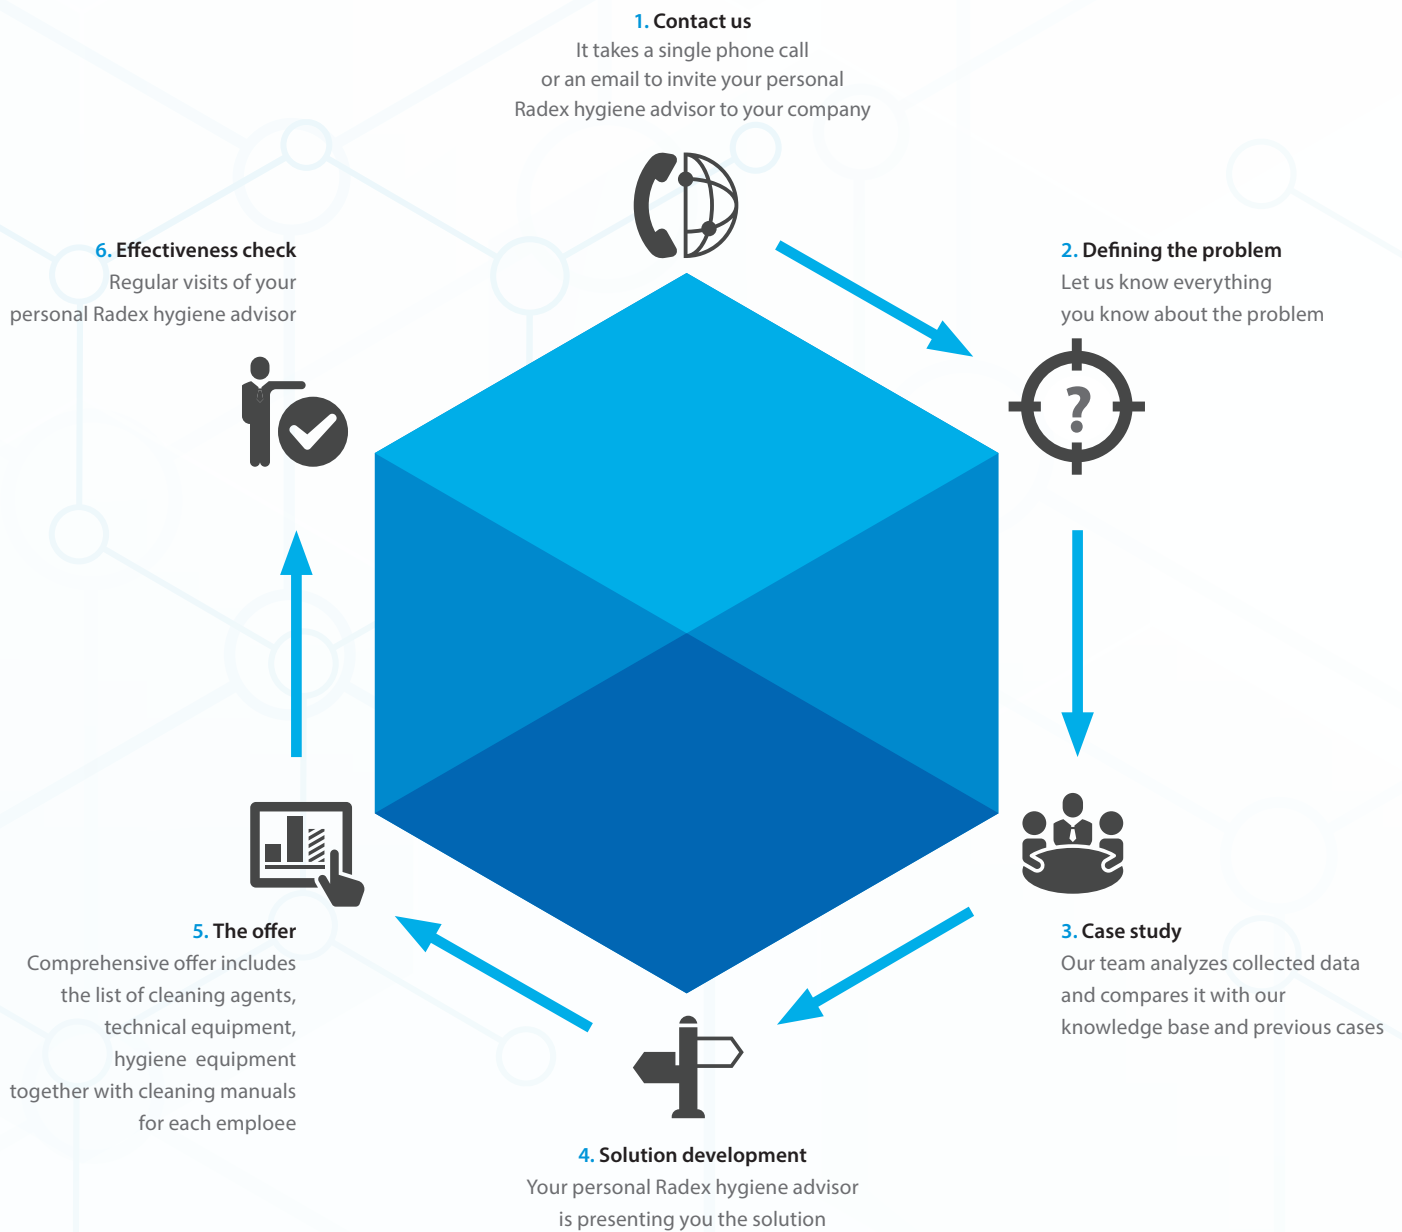 1. Contact us
It takes a single phone call
or an email to invite your personal
Radex hygiene advisor to your company
2. Defining the problem
Let us know everything
you know about the problem
?
3. Case study
Our team analyzes collected data
and compares it with our
knowledge base and previous cases
4. Solution development
Your personal Radex hygiene advisor
is presenting you the solution
5. The offer
Comprehensive offer includes
the list of cleaning agents,
technical equipment,
hygiene equipment
together with cleaning manuals
for each emploee
6. Effectiveness check
Regular visits of your
personal Radex hygiene advisor